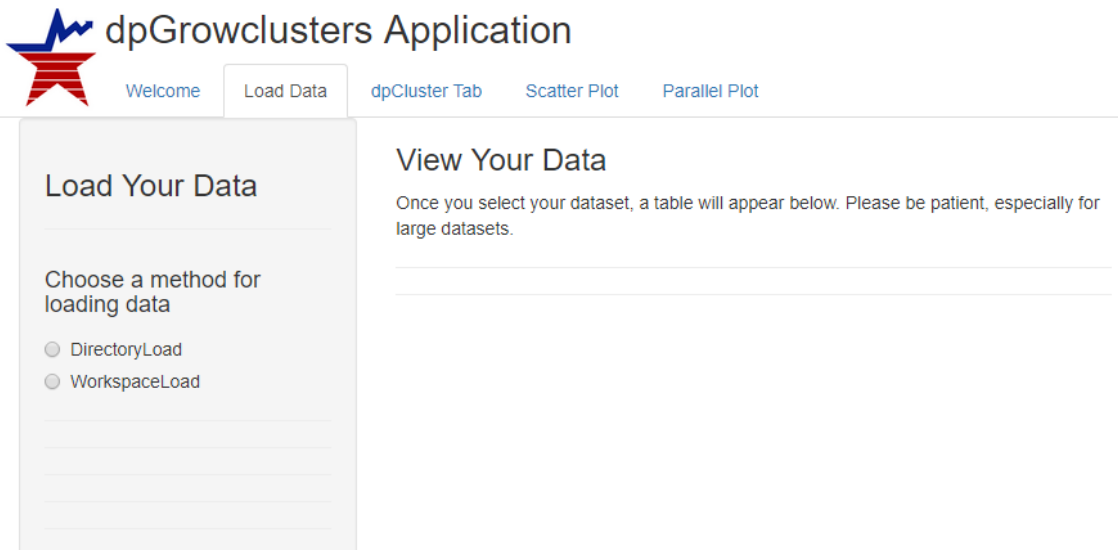 dpGrowclusters Application
Welcome
Load Data
dpCluster Tab
Scatter Plot
Parallel Plot
Load Your Data
Choose a method for
loading data
DirectoryLoad
WorkspaceLoad
View Your Data
Once you select your dataset, a table will appear below. Please be patient, especially for
large datasets.